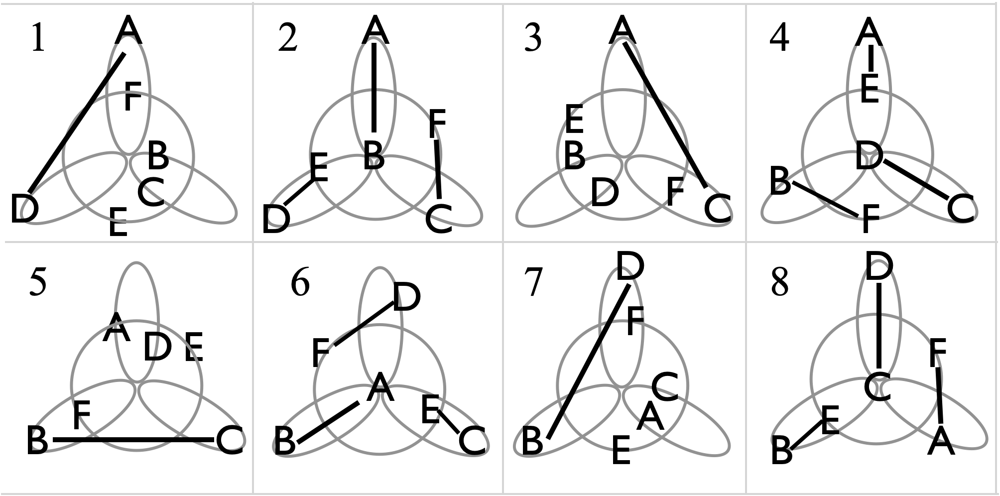 1 A F B C D E
2 A F E B D C
3 A E B D F C
4 A E D B C F
5 A D E F B C
6 D F A E B C
7 D F C A B E
8 D F C E A B